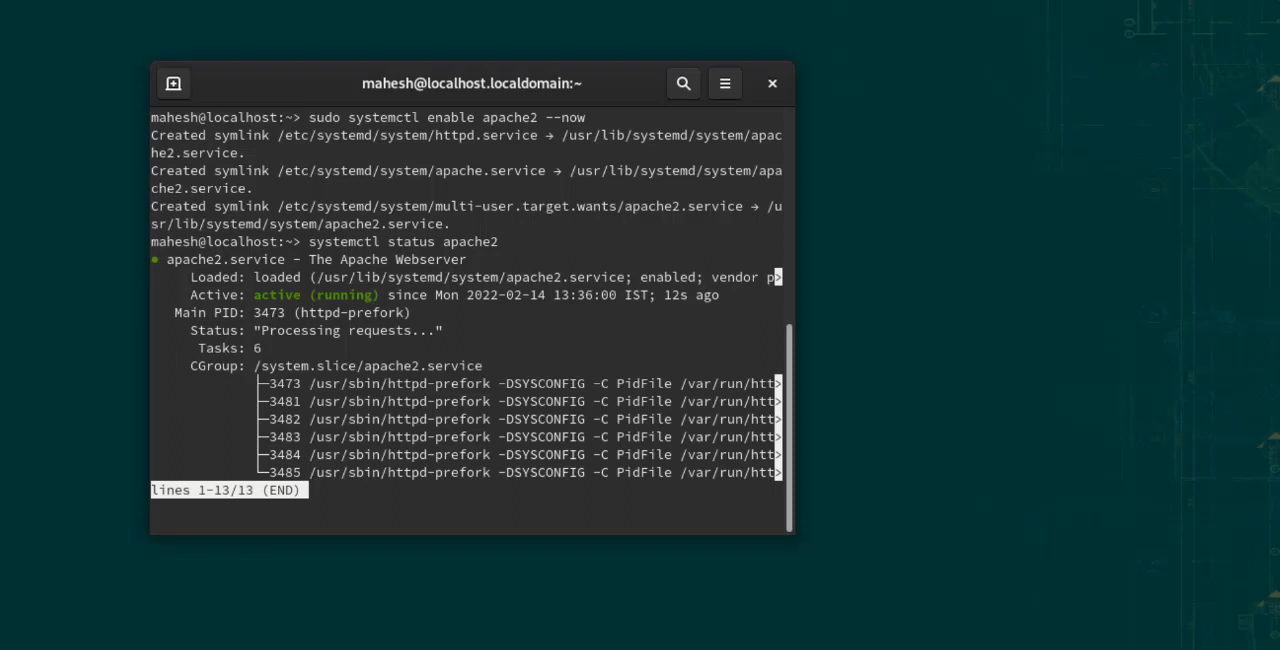 mahesh@localhost.localdomain:~
mahesh@localhost:~> sudo systemctl enable apache2 --now
Created symlink /etc/systemd/system/httpd.service → /usr/lib/systemd/system/apac
he2.service.
Created symlink /etc/systemd/system/apache.service → /usr/lib/systemd/system/apa
che2.service.
Created symlink /etc/systemd/system/multi-user.target.wants/apache2.service → /u
sr/lib/systemd/system/apache2.service.
mahesh@localhost:~> systemctl status apache2
● apache2.service - The Apache Webserver
     Loaded: loaded (/usr/lib/systemd/system/apache2.service; enabled; vendor p>
     Active: active (running) since Mon 2022-02-14 13:36:00 IST; 12s ago
   Main PID: 3473 (httpd-prefork)
     Status: "Processing requests..."
      Tasks: 6
     CGroup: /system.slice/apache2.service
             ├─3473 /usr/sbin/httpd-prefork -DSYSCONFIG -C PidFile /var/run/htt>
             ├─3481 /usr/sbin/httpd-prefork -DSYSCONFIG -C PidFile /var/run/htt>
             ├─3482 /usr/sbin/httpd-prefork -DSYSCONFIG -C PidFile /var/run/htt>
             ├─3483 /usr/sbin/httpd-prefork -DSYSCONFIG -C PidFile /var/run/htt>
             ├─3484 /usr/sbin/httpd-prefork -DSYSCONFIG -C PidFile /var/run/htt>
             └─3485 /usr/sbin/httpd-prefork -DSYSCONFIG -C PidFile /var/run/htt>
lines 1-13/13 (END)